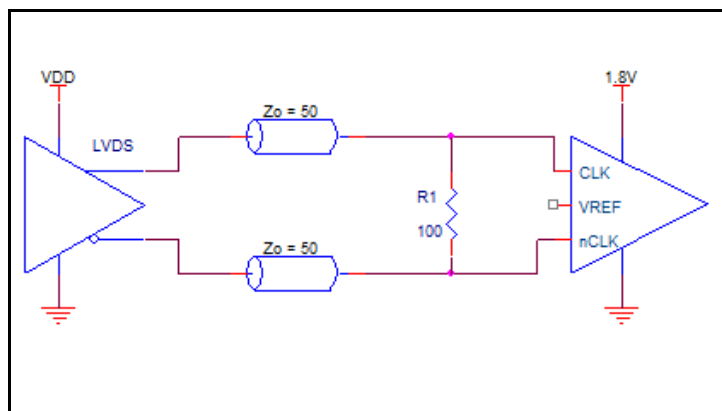 VDD
1.8V
Zo = 50
LVDS
CLK
R1
VREF
100
Zo = 50
nCLK